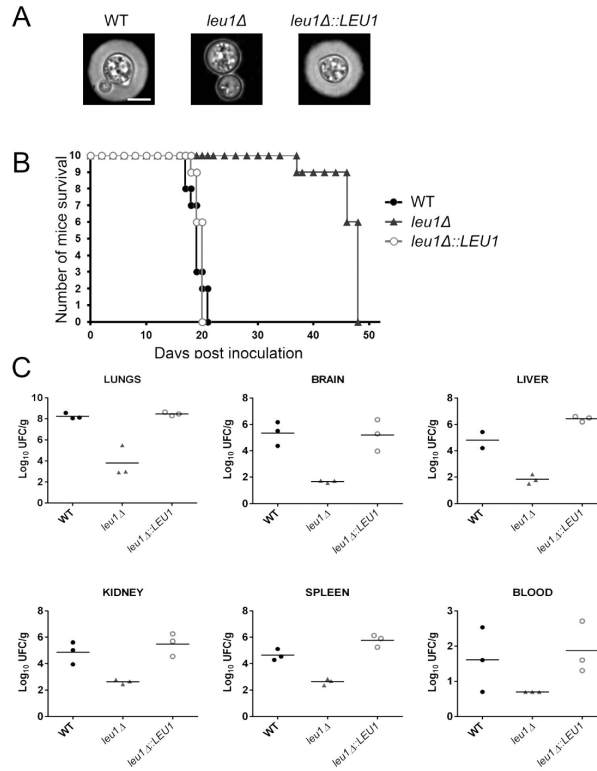 A
WT leu1Δ leu1Δ::LEU1
B
Number of mice survival
10
9
8
7
6
5
4
3
2
1
0
0 10 20 30 40 50
Days post inoculation
WT
leu1Δ
leu1Δ::LEU1
C
LUNGS
Log10 UFC/g
10
8
6
4
2
0
WT leu1Δ leu1Δ::LEU1
BRAIN
Log10 UFC/g
8
6
4
2
0
WT leu1Δ leu1Δ::LEU1
LIVER
Log10 UFC/g
8
6
4
2
0
WT leu1Δ leu1Δ::LEU1
KIDNEY
Log10 UFC/g
8
6
4
2
0
WT leu1Δ leu1Δ::LEU1
SPLEEN
Log10 UFC/g
8
6
4
2
0
WT leu1Δ leu1Δ::LEU1
BLOOD
Log10 UFC/g
3
2
1
0
WT leu1Δ leu1Δ::LEU1